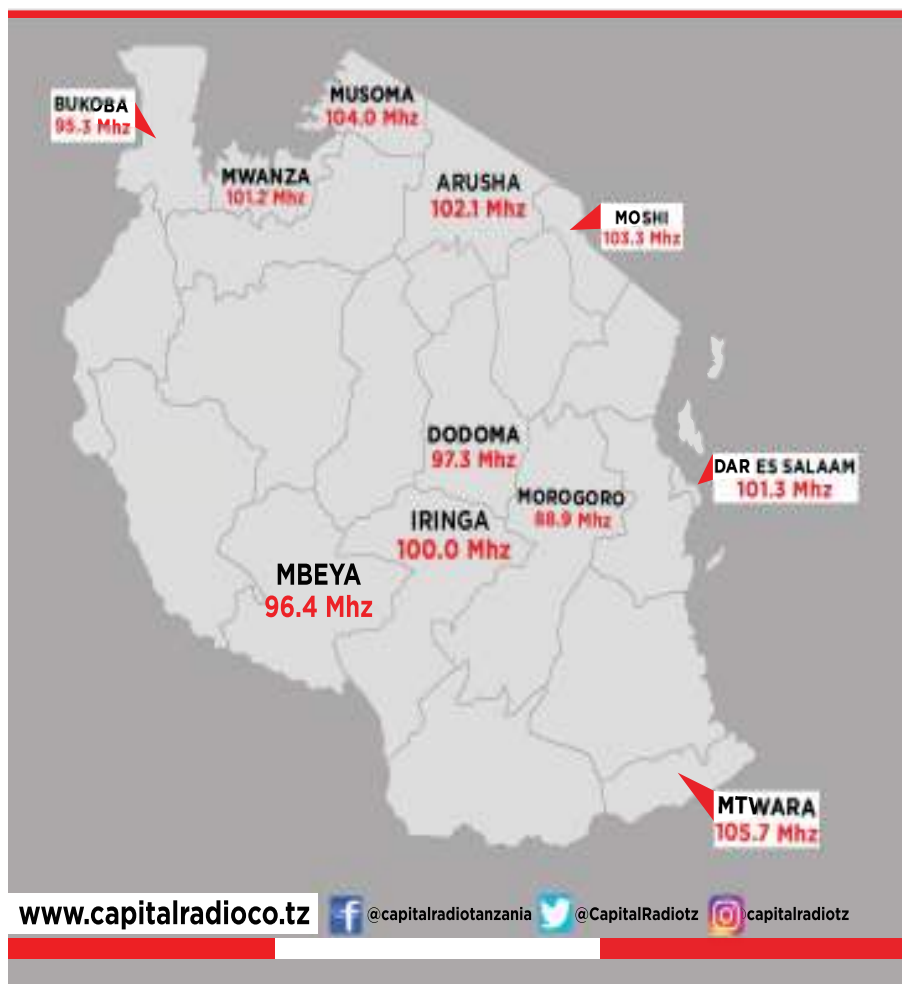 BUKOBA
95.3 Mhz
MUSOMA
104.0 Mhz
MWANZA
101.2 Mhz
ARUSHA
102.1 Mhz
MOSHI
103.3 Mhz
DODOMA
97.3 Mhz
DAR ES SALAAM
101.3 Mhz
MOROGORO
88.9 Mhz
IRINGA
100.0 Mhz
MBEYA
96.4 Mhz
MTWARA
105.7 Mhz
www.capitalradioco.tz
@capitalradiotanzania
@CapitalRadiotz
@capitalradiotz